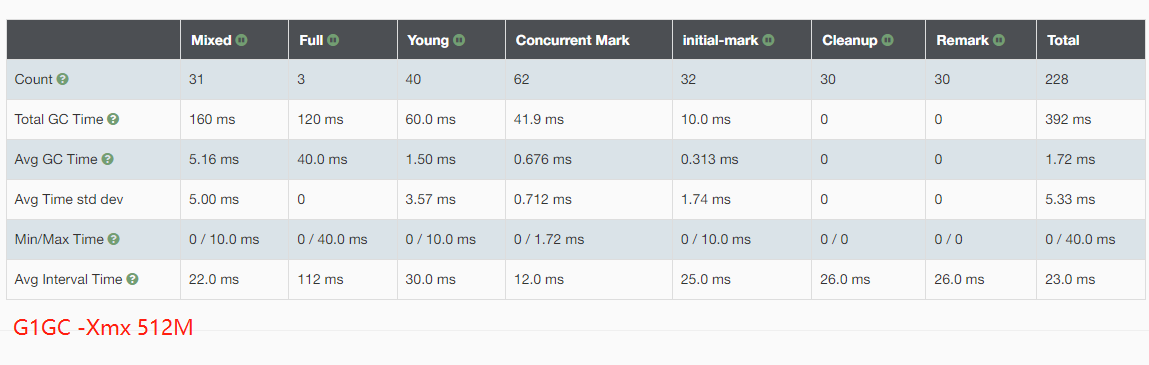 Mixed Full Young Concurrent Mark initial-mark Cleanup Remark Total
Count 31 3 40 62 32 30 30 228
Total GC Time 160 ms 120 ms 60.0 ms 41.9 ms 10.0 ms 0 0 392 ms
Avg GC Time 5.16 ms 40.0 ms 1.50 ms 0.676 ms 0.313 ms 0 0 1.72 ms
Avg Time std dev 5.00 ms 0 3.57 ms 0.712 ms 1.74 ms 0 0 5.33 ms
Min/Max Time 0 / 10.0 ms 0 / 40.0 ms 0 / 10.0 ms 0 / 1.72 ms 0 / 10.0 ms 0 / 0 0 / 0 0 / 40.0 ms
Avg Interval Time 22.0 ms 112 ms 30.0 ms 12.0 ms 25.0 ms 26.0 ms 26.0 ms 23.0 ms
G1GC -Xmx 512M